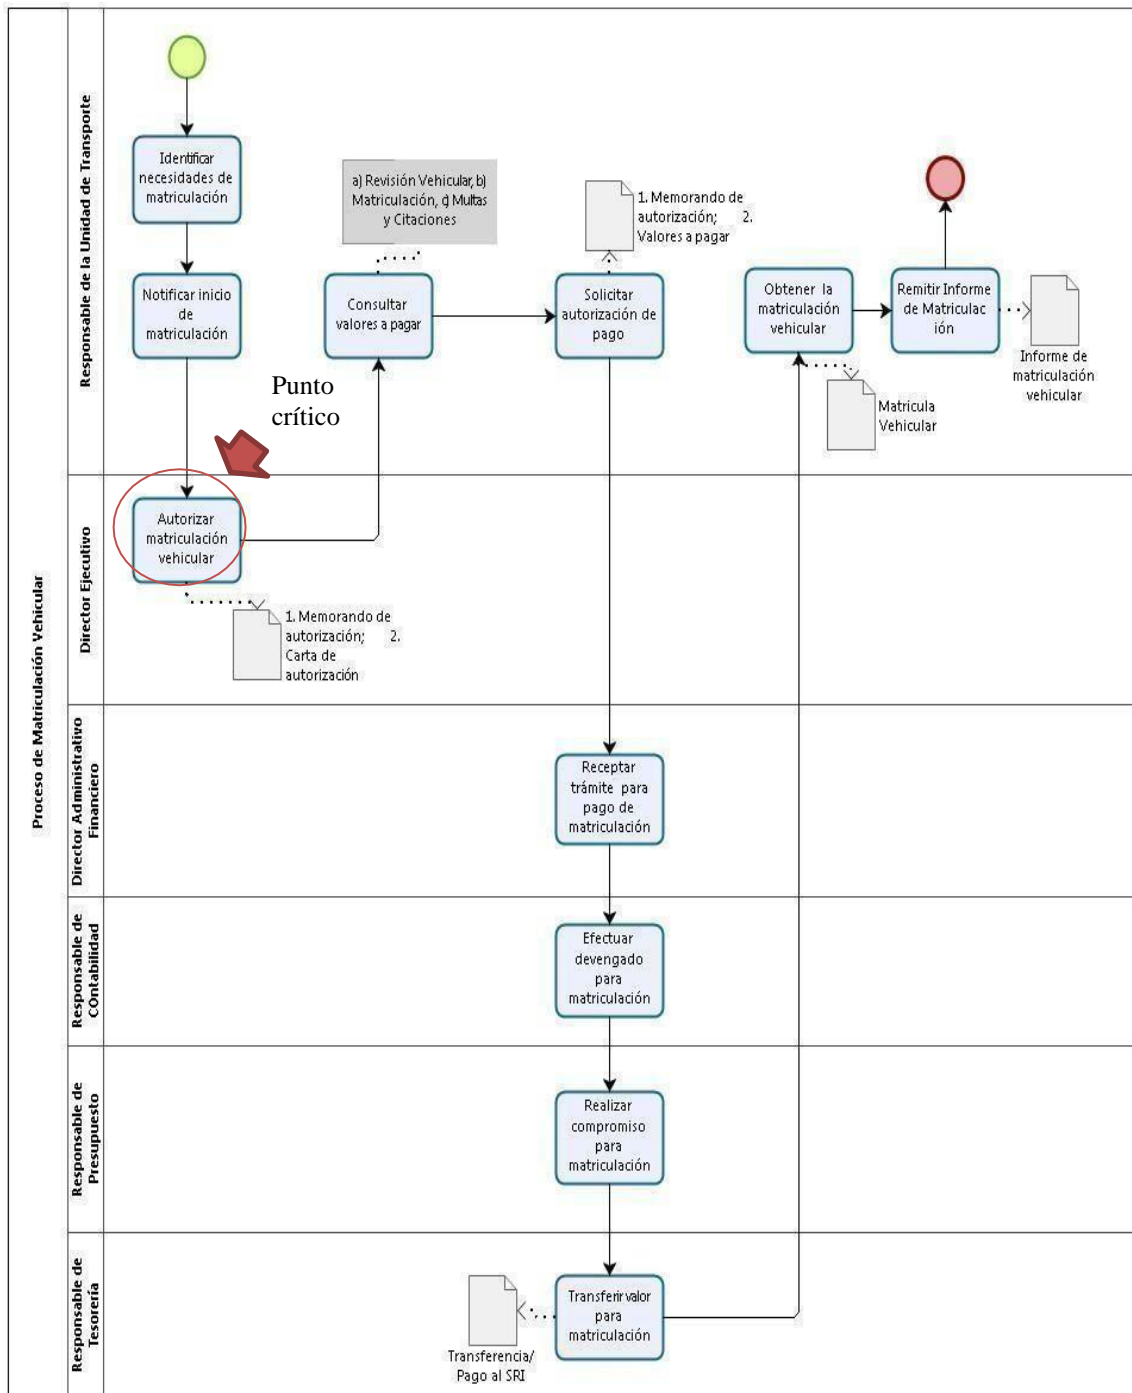 Proceso de Matriculación Vehicular
Responsable de la Unidad de Transporte
Identificar
necesidades de
matriculación
Notificar inicio
de
matriculación
a) Revisión Vehicular, b)
Matriculación, c) Multas
y Citaciones
Consultar
valores a pagar
1. Memorando de
autorización; 2.
Valores a pagar
Solicitar
autorización de
pago
Obtener la
matriculación
vehicular
Matricula
Vehicular
Remitir Informe
de Matriculac
ión
Informe de
matriculación
vehicular
Punto
crítico
Director Ejecutivo
Autorizar
matriculación
vehicular
1. Memorando de
autorización; 2.
Carta de
autorización
Director Administrativo
Financiero
Receptar
trámite para
pago de
matriculación
Responsable de
COntabilidad
Efectuar
devengado
para
matriculación
Responsable de
Presupuesto
Realizar
compromiso
para
matriculación
Responsable de
Tesorería
Transferir valor
para
matriculación
Transferencia/
Pago al SRI